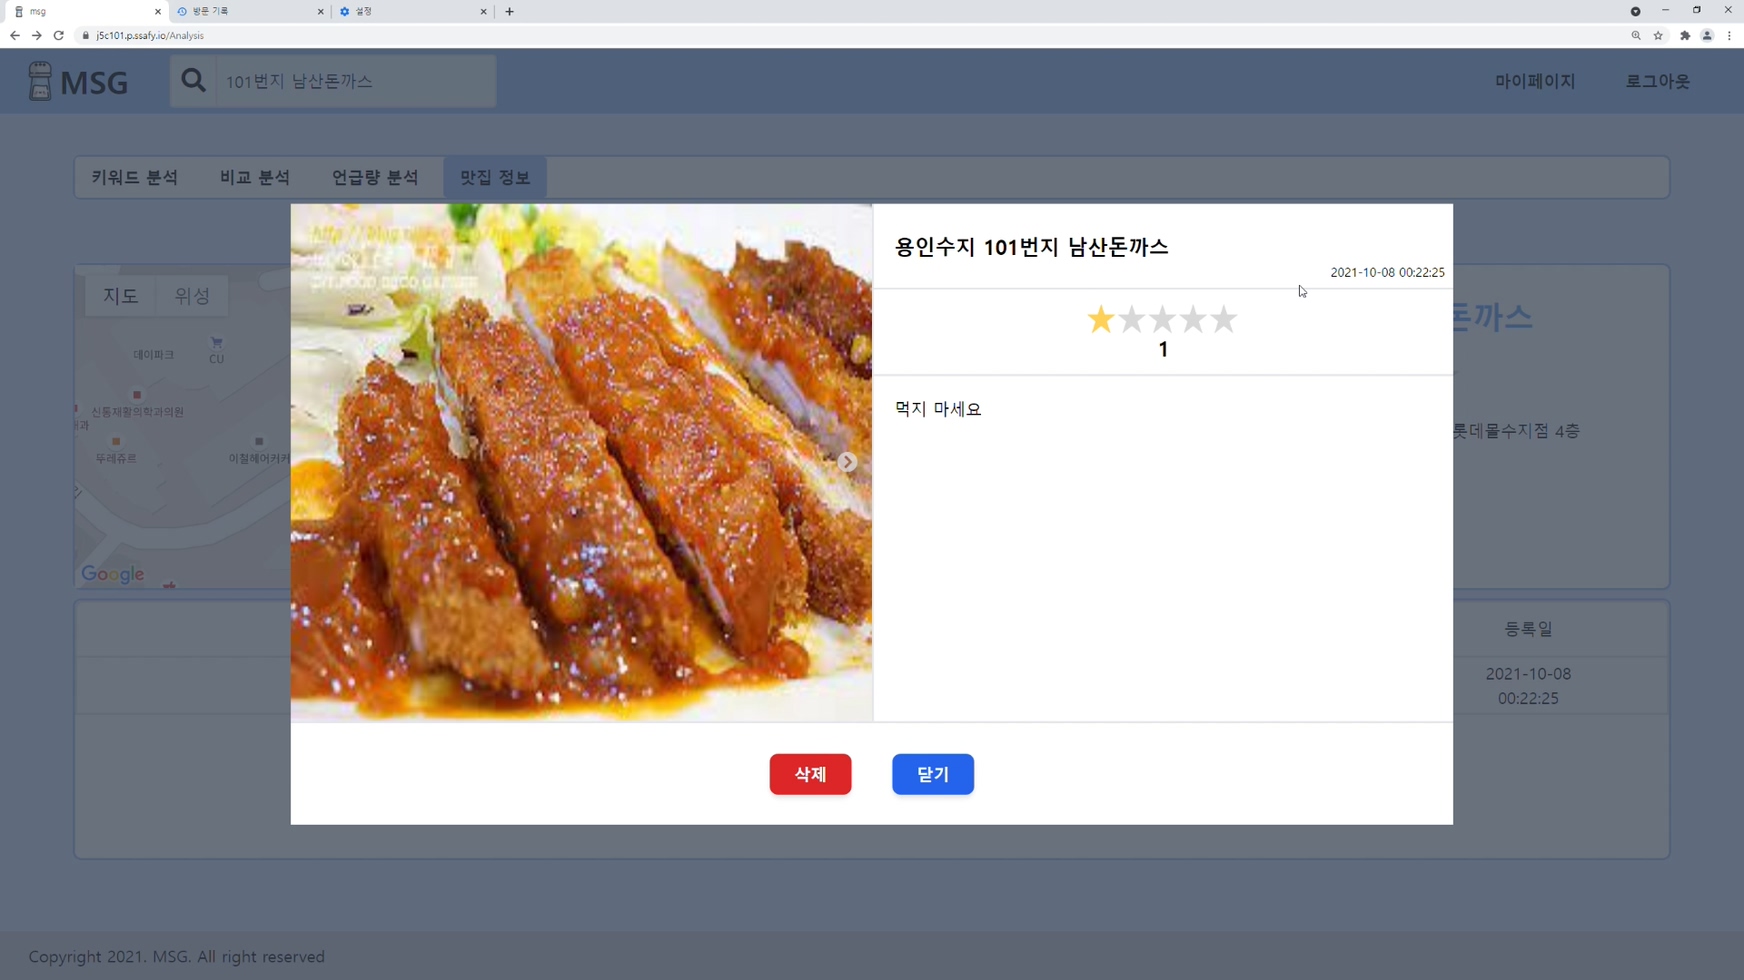 msg
방문 기록
설정
j5c101.p.ssafy.io/Analysis
MSG
101번지 남산돈까스
마이페이지
로그아웃
키워드 분석
비교 분석
언급량 분석
맛집 정보
지도
위성
데이파크
CU
신통재활의학과의원
뚜레쥬르
이철헤어커커
Google
용인수지 101번지 남산돈까스
2021-10-08 00:22:25
1
먹지 마세요
돈까스
롯데몰수지점 4층
삭제
닫기
등록일
2021-10-08
00:22:25
Copyright 2021. MSG. All right reserved